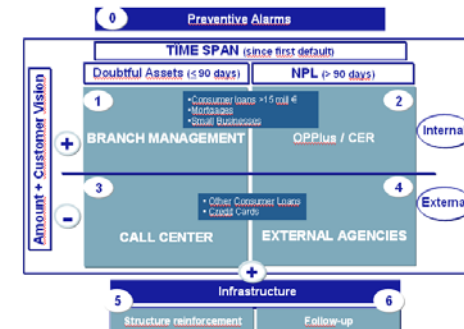 0
Preventive Alarms
TIME SPAN (since first default)
Doubtful Assets (≤ 90 days)
NPL (> 90 days)
Amount + Customer Vision
1
•Consumer loans >15 mill €
•Mortgages
•Small Businesses
2
+
BRANCH MANAGEMENT
OPPlus / CER
Internal
3
• Other Consumer Loans
• Credit Cards
4
Externa
−
CALL CENTER
EXTERNAL AGENCIES
+
Infrastructure
5
6
Structure reinforcement
Follow-up